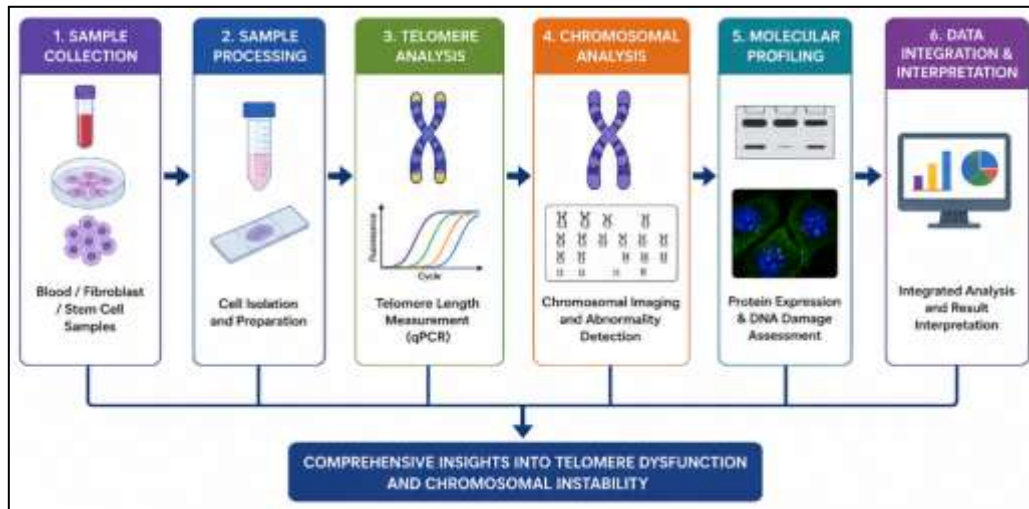 1. SAMPLE
COLLECTION
Blood / Fibroblast
/ Stem Cell
Samples
2. SAMPLE
PROCESSING
Cell Isolation
and Preparation
3. TELOMERE
ANALYSIS
Fluorescence
Cycle
Telomere Length
Measurement
(qPCR)
4. CHROMOSOMAL
ANALYSIS
Chromosomal Imaging
and Abnormality
Detection
5. MOLECULAR
PROFILING
Protein Expression
& DNA Damage
Assessment
6. DATA
INTEGRATION &
INTERPRETATION
Integrated Analysis
and Result
Interpretation
COMPREHENSIVE INSIGHTS INTO TELOMERE DYSFUNCTION
AND CHROMOSOMAL INSTABILITY